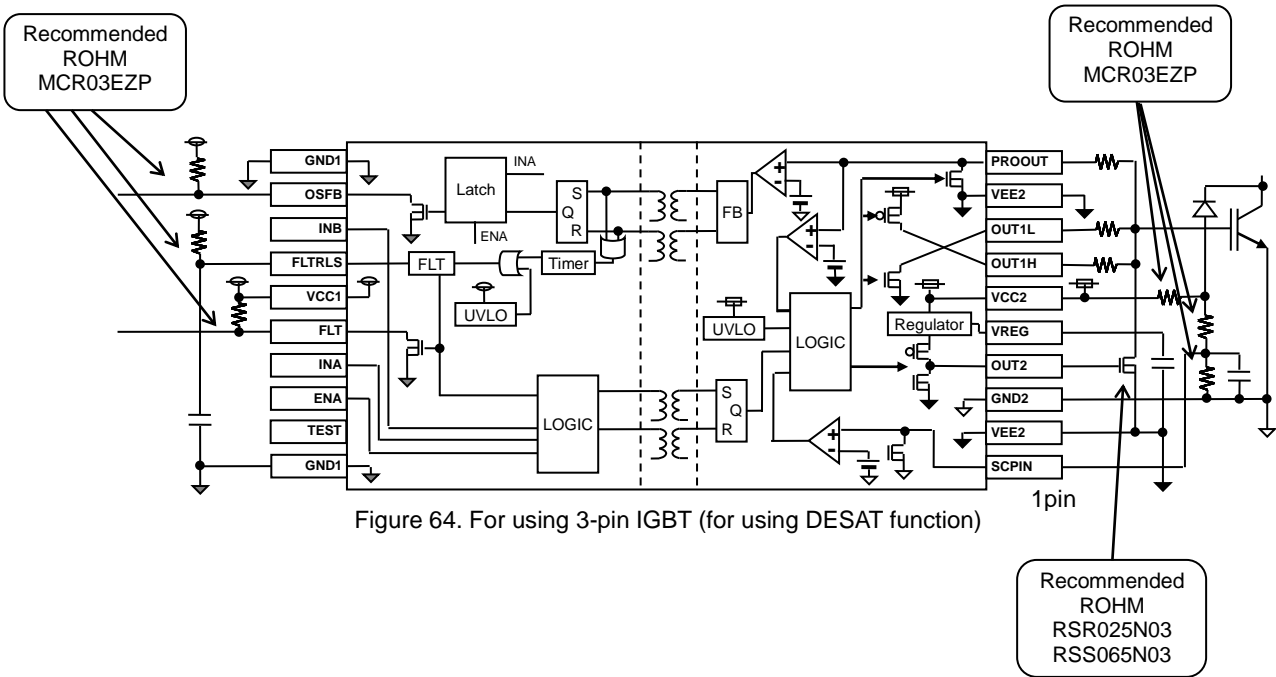 Recommended
ROHM
MCR03EZP
Recommended
ROHM
MCR03EZP
GND1
OSFB
INB
FLTRLS
VCC1
FLT
INA
ENA
TEST
GND1
Latch
INA
ENA
S
Q
R
FLT
Timer
UVLO
LOGIC
FB
+
-
+
-
UVLO
LOGIC
Regulator
S
Q
R
+
-
PROOUT
VEE2
OUT1L
OUT1H
VCC2
VREG
OUT2
GND2
VEE2
SCPIN
1pin
Figure 64. For using 3-pin IGBT (for using DESAT function)
Recommended
ROHM
RSR025N03
RSS065N03